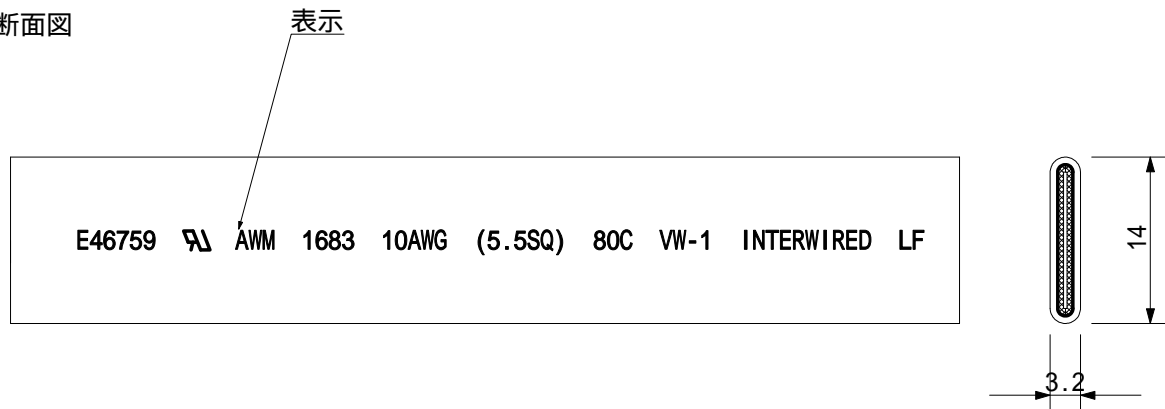 断面図
表示
E46759 AWM 1683 10AWG (5.5SQ) 80C VW-1 INTERWIRED LF
14
3.2